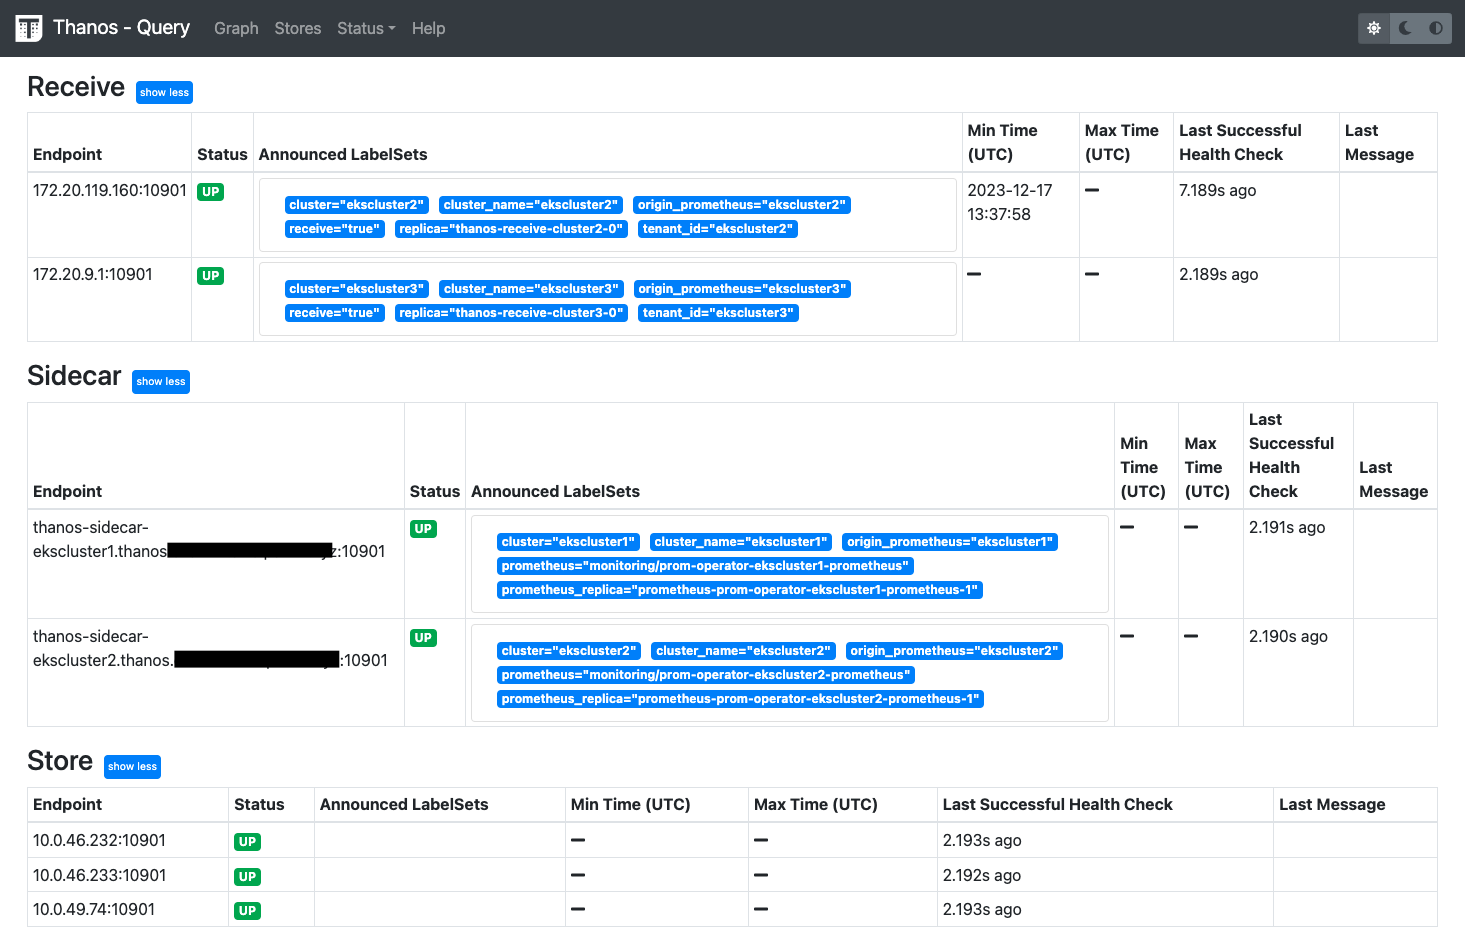 Thanos - Query Graph Stores Status Help
Receive show less
Endpoint Status Announced LabelSets Min Time (UTC) Max Time (UTC) Last Successful Health Check Last Message
172.20.119.160:10901 UP cluster="ekscluster2" cluster_name="ekscluster2" origin_prometheus="ekscluster2" 2023-12-17 7.189s ago
receive="true" replica="thanos-receive-cluster2-0" tenant_id="ekscluster2" 13:37:58
172.20.9.1:10901 UP cluster="ekscluster3" cluster_name="ekscluster3" origin_prometheus="ekscluster3" 2.189s ago
receive="true" replica="thanos-receive-cluster3-0" tenant_id="ekscluster3"
Sidecar show less
Endpoint Status Announced LabelSets Min Time (UTC) Max Time (UTC) Last Successful Health Check Last Message
thanos-sidecar- UP cluster="ekscluster1" cluster_name="ekscluster1" origin_prometheus="ekscluster1" 2.191s ago
ekscluster1.thanos :10901 prometheus="monitoring/prom-operator-ekscluster1-prometheus"
prometheus_replica="prometheus-prom-operator-ekscluster1-prometheus-1"
thanos-sidecar- UP cluster="ekscluster2" cluster_name="ekscluster2" origin_prometheus="ekscluster2" 2.190s ago
ekscluster2.thanos. :10901 prometheus="monitoring/prom-operator-ekscluster2-prometheus"
prometheus_replica="prometheus-prom-operator-ekscluster2-prometheus-1"
Store show less
Endpoint Status Announced LabelSets Min Time (UTC) Max Time (UTC) Last Successful Health Check Last Message
10.0.46.232:10901 UP 2.193s ago
10.0.46.233:10901 UP 2.192s ago
10.0.49.74:10901 UP 2.193s ago